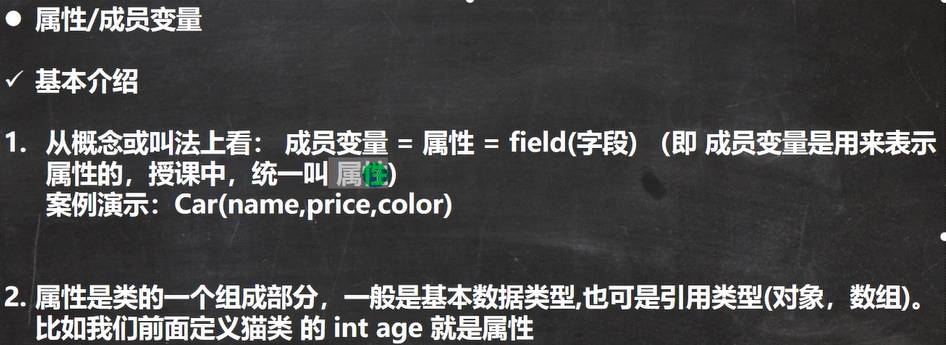 ● 属性/成员变量
✓ 基本介绍
1. 从概念或叫法上看： 成员变量 = 属性 = field(字段) （即 成员变量是用来表示
属性的，授课中，统一叫 属性)
案例演示：Car(name,price,color)
2. 属性是类的一个组成部分，一般是基本数据类型,也可是引用类型(对象，数组)。
比如我们前面定义猫类 的 int age 就是属性